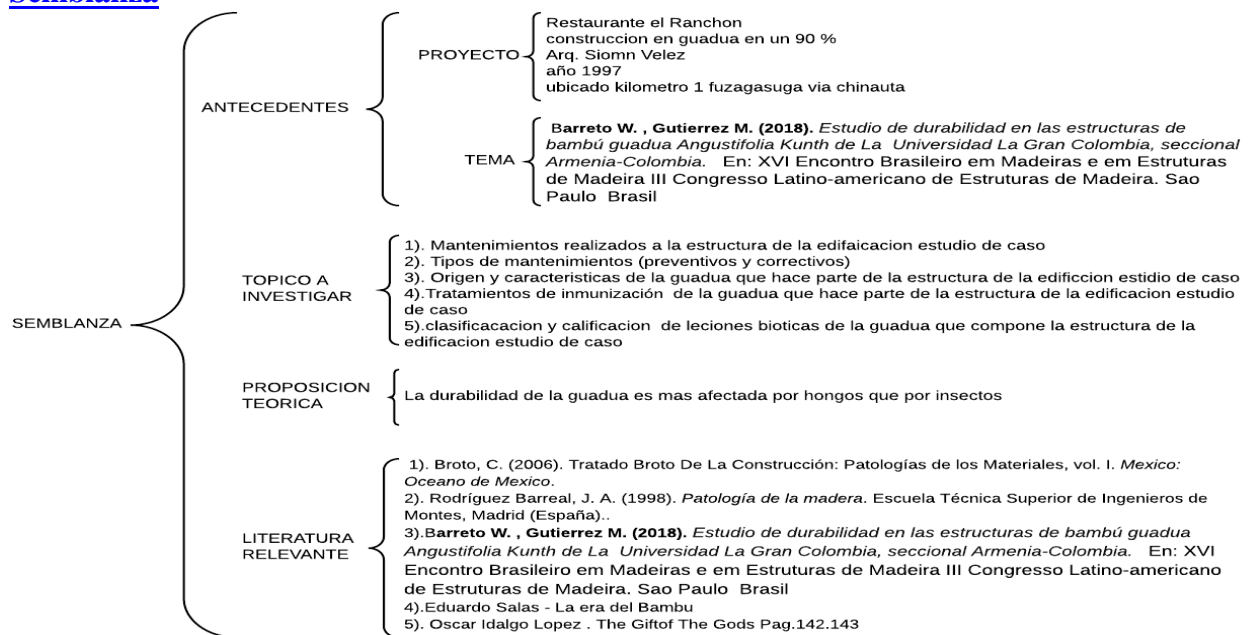 Semblanza
SEMBLANZA
ANTECEDENTES
PROYECTO
Restaurante el Ranchon
construccion en guadua en un 90 %
Arq. Siomn Velez
año 1997
ubicado kilometro 1 fuzagasuga via chinauta
TEMA
Barreto W. , Gutierrez M. (2018). Estudio de durabilidad en las estructuras de
bambú guadua Angustifolia Kunth de La Universidad La Gran Colombia, seccional
Armenia-Colombia. En: XVI Encontro Brasileiro em Madeiras e em Estruturas
de Madeira III Congresso Latino-americano de Estruturas de Madeira. Sao
Paulo Brasil
TOPICO A
INVESTIGAR
1). Mantenimientos realizados a la estructura de la edifaicacion estudio de caso
2). Tipos de mantenimientos (preventivos y correctivos)
3). Origen y caracteristicas de la guadua que hace parte de la estructura de la edificcion estidio de caso
4).Tratamientos de inmunización de la guadua que hace parte de la estructura de la edificacion estudio
de caso
5).clasificacacion y calificacion de leciones bioticas de la guadua que compone la estructura de la
edificacion estudio de caso
PROPOSICION
TEORICA
La durabilidad de la guadua es mas afectada por hongos que por insectos
LITERATURA
RELEVANTE
1). Broto, C. (2006). Tratado Broto De La Construcción: Patologías de los Materiales, vol. I. Mexico:
Oceano de Mexico.
2). Rodríguez Barreal, J. A. (1998). Patología de la madera. Escuela Técnica Superior de Ingenieros de
Montes, Madrid (España)..
3).Barreto W. , Gutierrez M. (2018). Estudio de durabilidad en las estructuras de bambú guadua
Angustifolia Kunth de La Universidad La Gran Colombia, seccional Armenia-Colombia. En: XVI
Encontro Brasileiro em Madeiras e em Estruturas de Madeira III Congresso Latino-americano
de Estruturas de Madeira. Sao Paulo Brasil
4).Eduardo Salas - La era del Bambu
5). Oscar Idalgo Lopez . The Giftof The Gods Pag.142.143